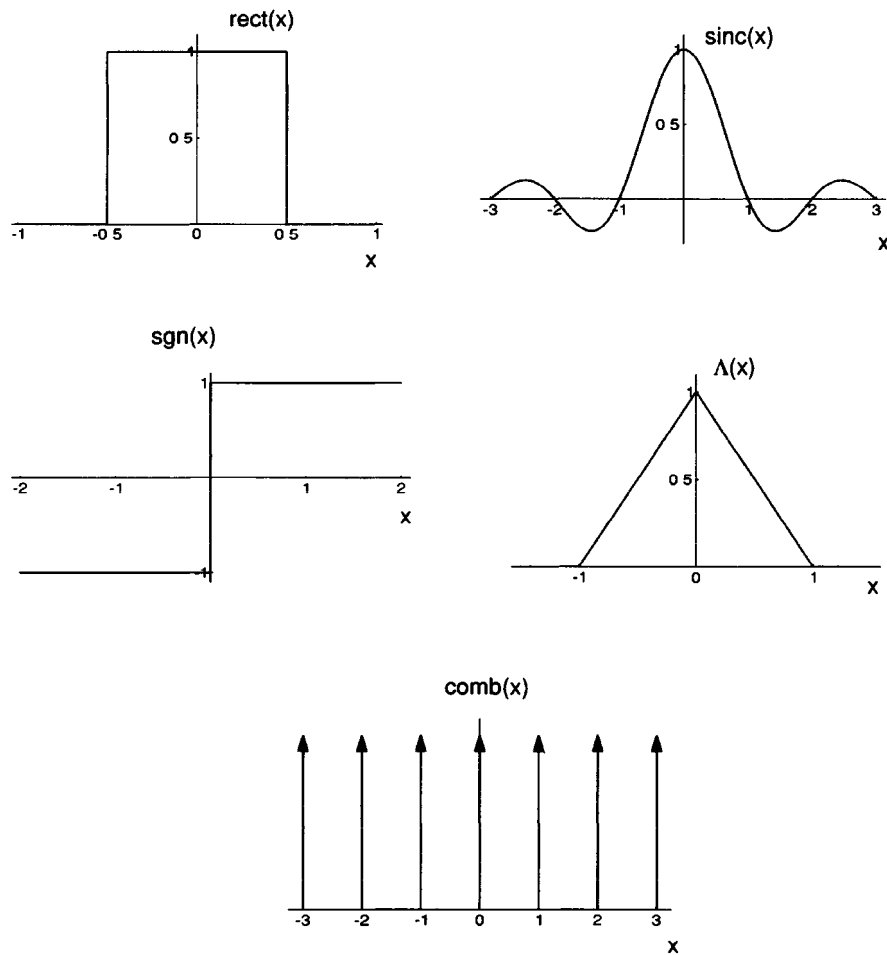 rect(x)
1
0 5
-1 -0 5 0 0 5 1
x
sinc(x)
1
0 5
-3 -2 -1 1 2 3
x
sgn(x)
1
-2 -1 1 2
x
-1
Λ(x)
1
0 5
-1 0 1
x
comb(x)
-3 -2 -1 0 1 2 3
x